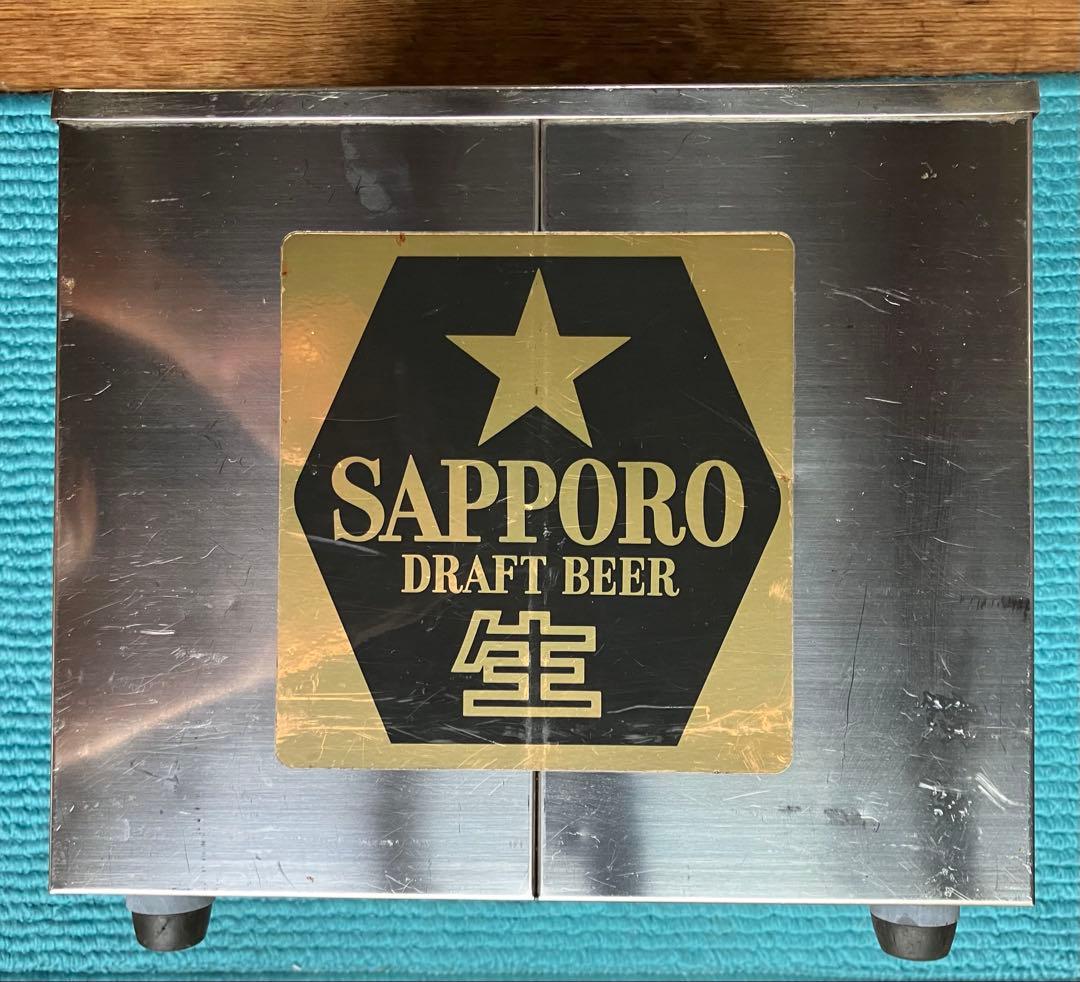 SAPPORO
DRAFT BEER
生